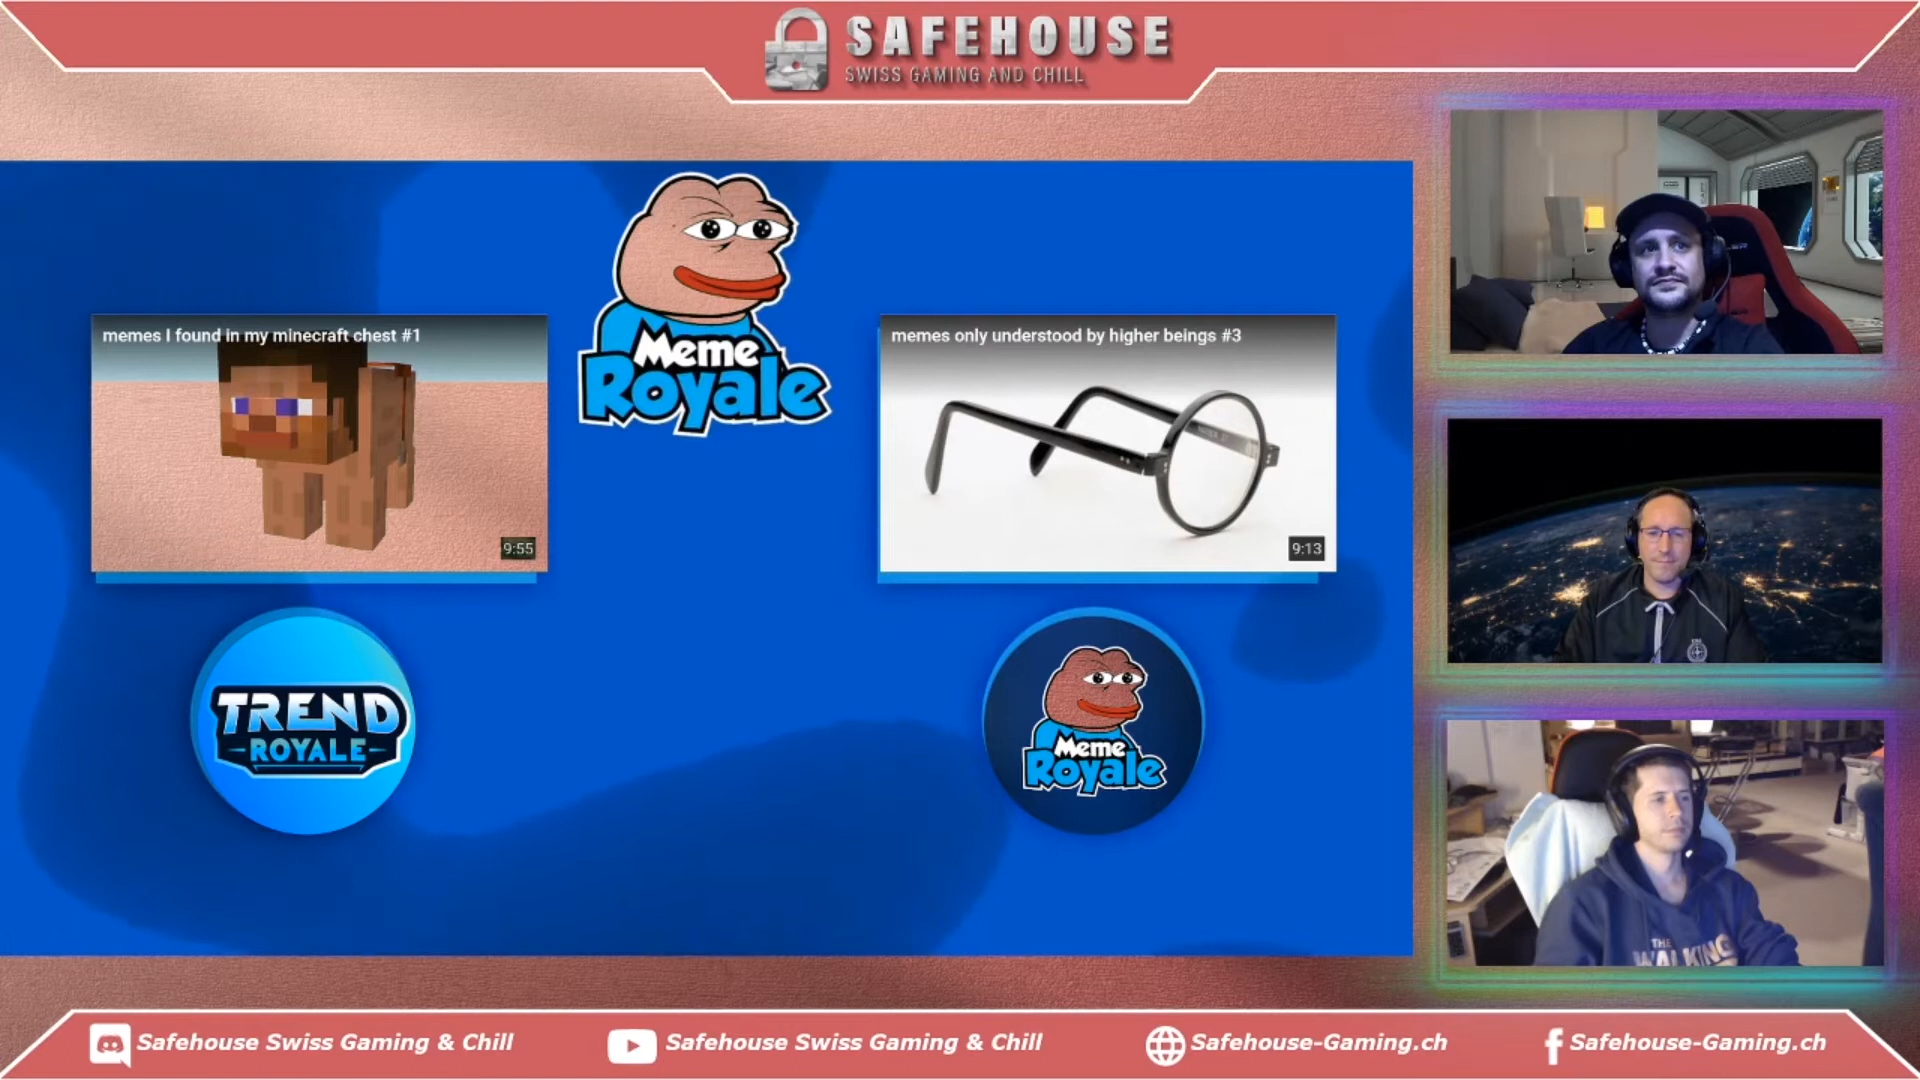 SAFEHOUSE
SWISS GAMING AND CHILL
memes I found in my minecraft chest #1
9:55
Meme
Royale
memes only understood by higher beings #3
9:13
TREND
ROYALE
Meme
Royale
THE
WALKING
Safehouse Swiss Gaming & Chill
Safehouse Swiss Gaming & Chill
Safehouse-Gaming.ch
Safehouse-Gaming.ch